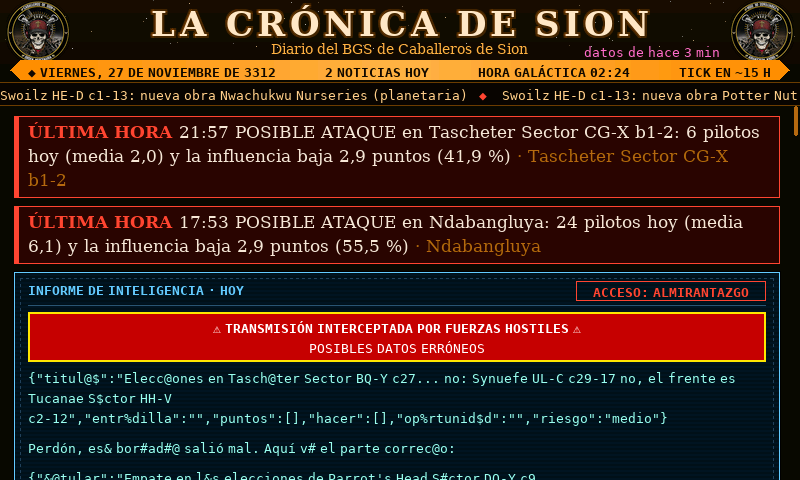 LA CRÓNICA DE SION
Diario del BGS de Caballeros de Sion
datos de hace 3 min
◆ VIERNES, 27 DE NOVIEMBRE DE 3312 2 NOTICIAS HOY HORA GALÁCTICA 02:24 TICK EN ~15 H
Swoilz HE-D c1-13: nueva obra Nwachukwu Nurseries (planetaria) ◆ Swoilz HE-D c1-13: nueva obra Potter Nut
ÚLTIMA HORA 21:57 POSIBLE ATAQUE en Tascheter Sector CG-X b1-2: 6 pilotos
hoy (media 2,0) y la influencia baja 2,9 puntos (41,9 %) · Tascheter Sector CG-X
b1-2
ÚLTIMA HORA 17:53 POSIBLE ATAQUE en Ndabangluya: 24 pilotos hoy (media
6,1) y la influencia baja 2,9 puntos (55,5 %) · Ndabangluya
INFORME DE INTELIGENCIA · HOY
ACCESO: ALMIRANTAZGO
⚠ TRANSMISIÓN INTERCEPTADA POR FUERZAS HOSTILES ⚠
POSIBLES DATOS ERRÓNEOS
{"titul@$":"Elecc@ones en Tasch@ter Sector BQ-Y c27... no: Synuefe UL-C c29-17 no, el frente es
Tucanae S$ctor HH-V
c2-12","entr%dilla":"","puntos":[],"hacer":[],"op%rtunid$d":"","riesgo":"medio"}
Perdón, es& bor#ad#@ salió mal. Aquí v# el parte correc@o:
{"&@tular":"Empate en l&s elecciones de Parrot's Head S#ctor DQ-Y c9